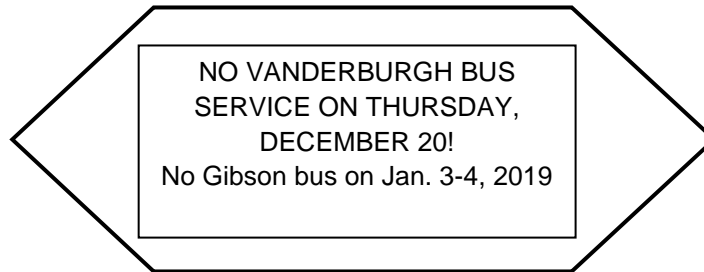 NO VANDERBURGH BUS
SERVICE ON THURSDAY,
DECEMBER 20!
No Gibson bus on Jan. 3-4, 2019